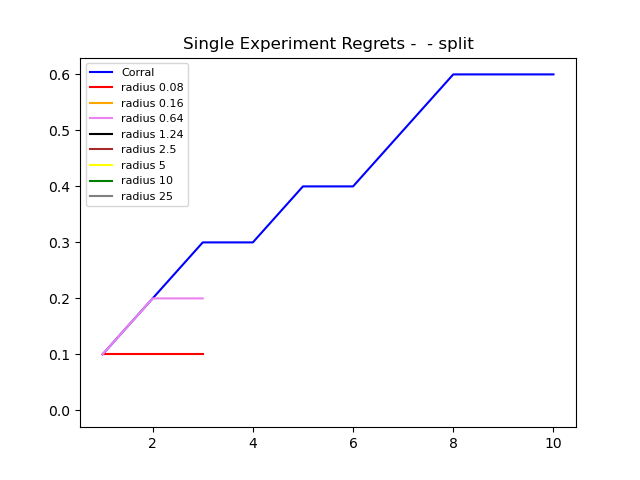 Single Experiment Regrets -  - split
Corral
radius 0.08
radius 0.16
radius 0.64
radius 1.24
radius 2.5
radius 5
radius 10
radius 25
0.6
0.5
0.4
0.3
0.2
0.1
0.0
2 4 6 8 10